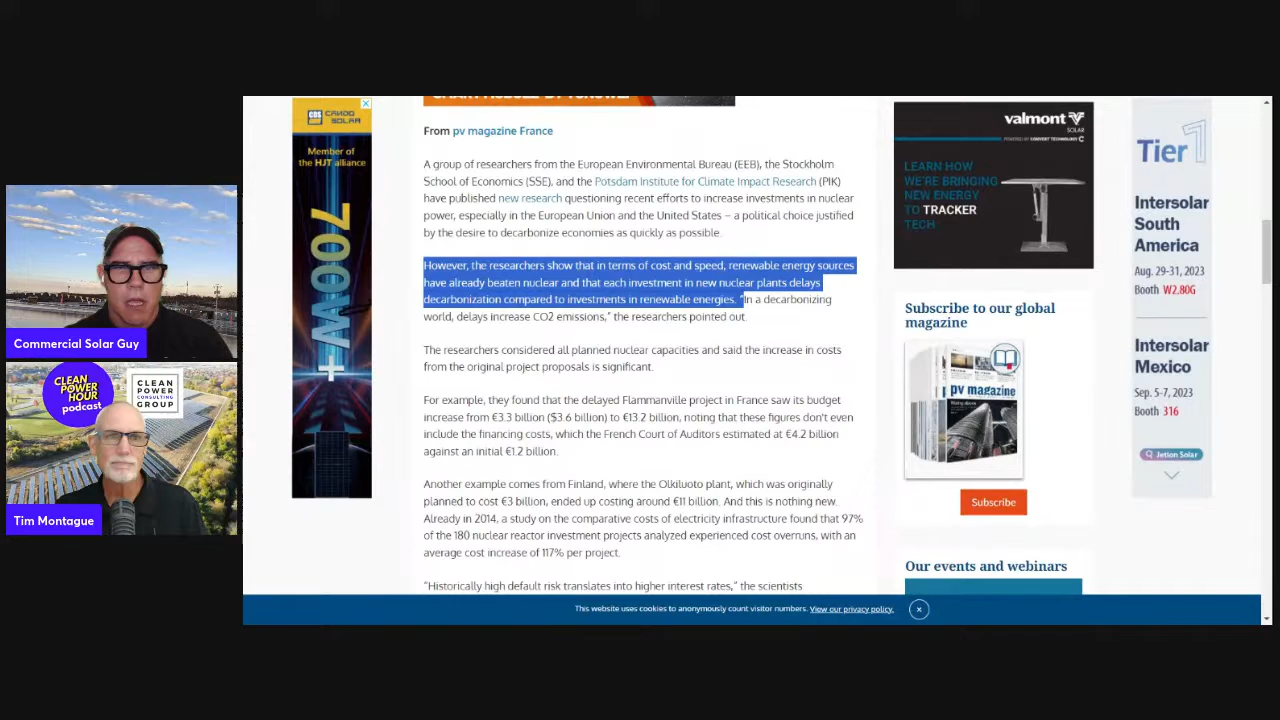 Commercial Solar Guy
CLEAN
POWER
HOUR
podcast
CLEAN
POWER
CONSULTING
GROUP
Tim Montague
CANDO
SOLAR
Member of
the HJT alliance
700W+
From pv magazine France
A group of researchers from the European Environmental Bureau (EEB), the Stockholm
School of Economics (SSE), and the Potsdam Institute for Climate Impact Research (PIK)
have published new research questioning recent efforts to increase investments in nuclear
power, especially in the European Union and the United States – a political choice justified
by the desire to decarbonize economies as quickly as possible.
However, the researchers show that in terms of cost and speed, renewable energy sources
have already beaten nuclear and that each investment in new nuclear plants delays
decarbonization compared to investments in renewable energies. “In a decarbonizing
world, delays increase CO2 emissions,” the researchers pointed out.
The researchers considered all planned nuclear capacities and said the increase in costs
from the original project proposals is significant.
For example, they found that the delayed Flammanville project in France saw its budget
increase from €3.3 billion ($3.6 billion) to €13.2 billion, noting that these figures don't even
include the financing costs, which the French Court of Auditors estimated at €4.2 billion
against an initial €1.2 billion.
Another example comes from Finland, where the Olkiluoto plant, which was originally
planned to cost €3 billion, ended up costing around €11 billion. And this is nothing new.
Already in 2014, a study on the comparative costs of electricity infrastructure found that 97%
of the 180 nuclear reactor investment projects analyzed experienced cost overruns, with an
average cost increase of 117% per project.
“Historically high default risk translates into higher interest rates,” the scientists
valmont
SOLAR
LEARN HOW
WE'RE BRINGING
NEW ENERGY
TO TRACKER
TECH
Subscribe to our global
magazine
pv magazine
Subscribe
Our events and webinars
Tier1
Intersolar
South
America
Aug. 29-31, 2023
Booth W2.80G
Intersolar
Mexico
Sep. 5-7, 2023
Booth 316
Jetion Solar
This website uses cookies to anonymously count visitor numbers. View our privacy policy.